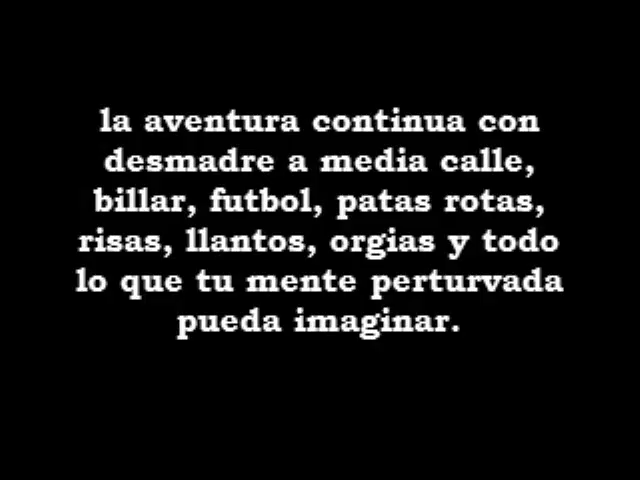 la aventura continua con
desmadre a media calle,
billar, futbol, patas rotas,
risas, llantos, orgias y todo
lo que tu mente perturvada
pueda imaginar.